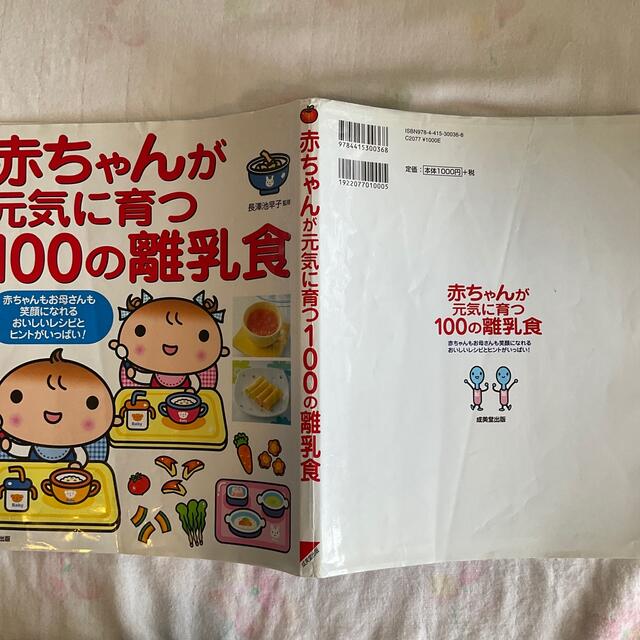 赤ちゃんが
元気に育つ
100の離乳食
長澤池早子 監修
赤ちゃんもお母さんも
笑顔になれる
おいしいレシピと
ヒントがいっぱい!
Baby
Baby
出版
赤ちゃんが元気に育つ100の離乳食
成美堂出版
ISBN978-4-415-30036-8
C2077 ¥1000E
9784415300368
1922077010005
定価:本体1000円+税
赤ちゃんが
元気に育つ
100の離乳食
赤ちゃんもお母さんも笑顔になれる
おいしいレシピとヒントがいっぱい!
成美堂出版